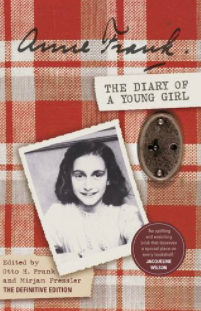 Anne Frank.
THE DIARY OF
A YOUNG GIRL
Edited by
Otto H. Frank
and Mirjam Pressler
THE DEFINITIVE EDITION
JACQUELINE
WILSON